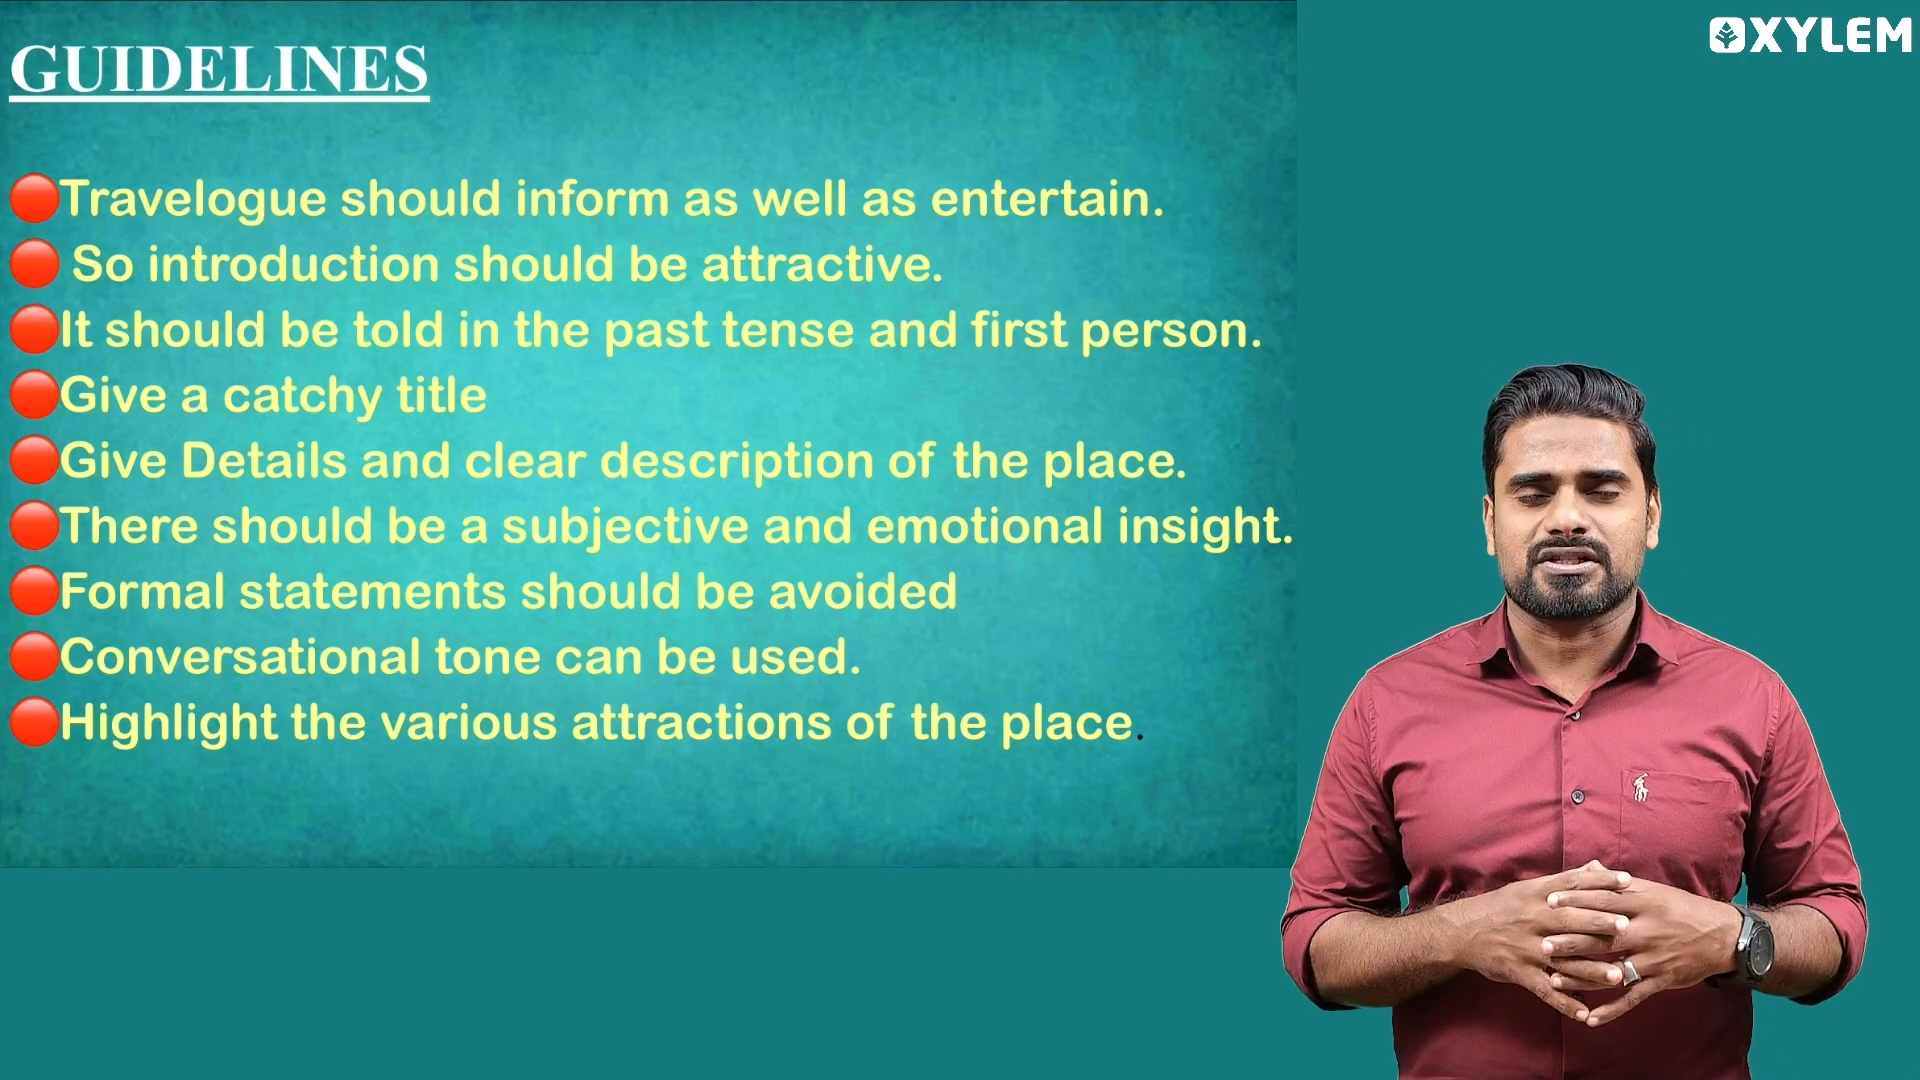 GUIDELINES
XYLEM
Travelogue should inform as well as entertain.
So introduction should be attractive.
It should be told in the past tense and first person.
Give a catchy title
Give Details and clear description of the place.
There should be a subjective and emotional insight.
Formal statements should be avoided
Conversational tone can be used.
Highlight the various attractions of the place.